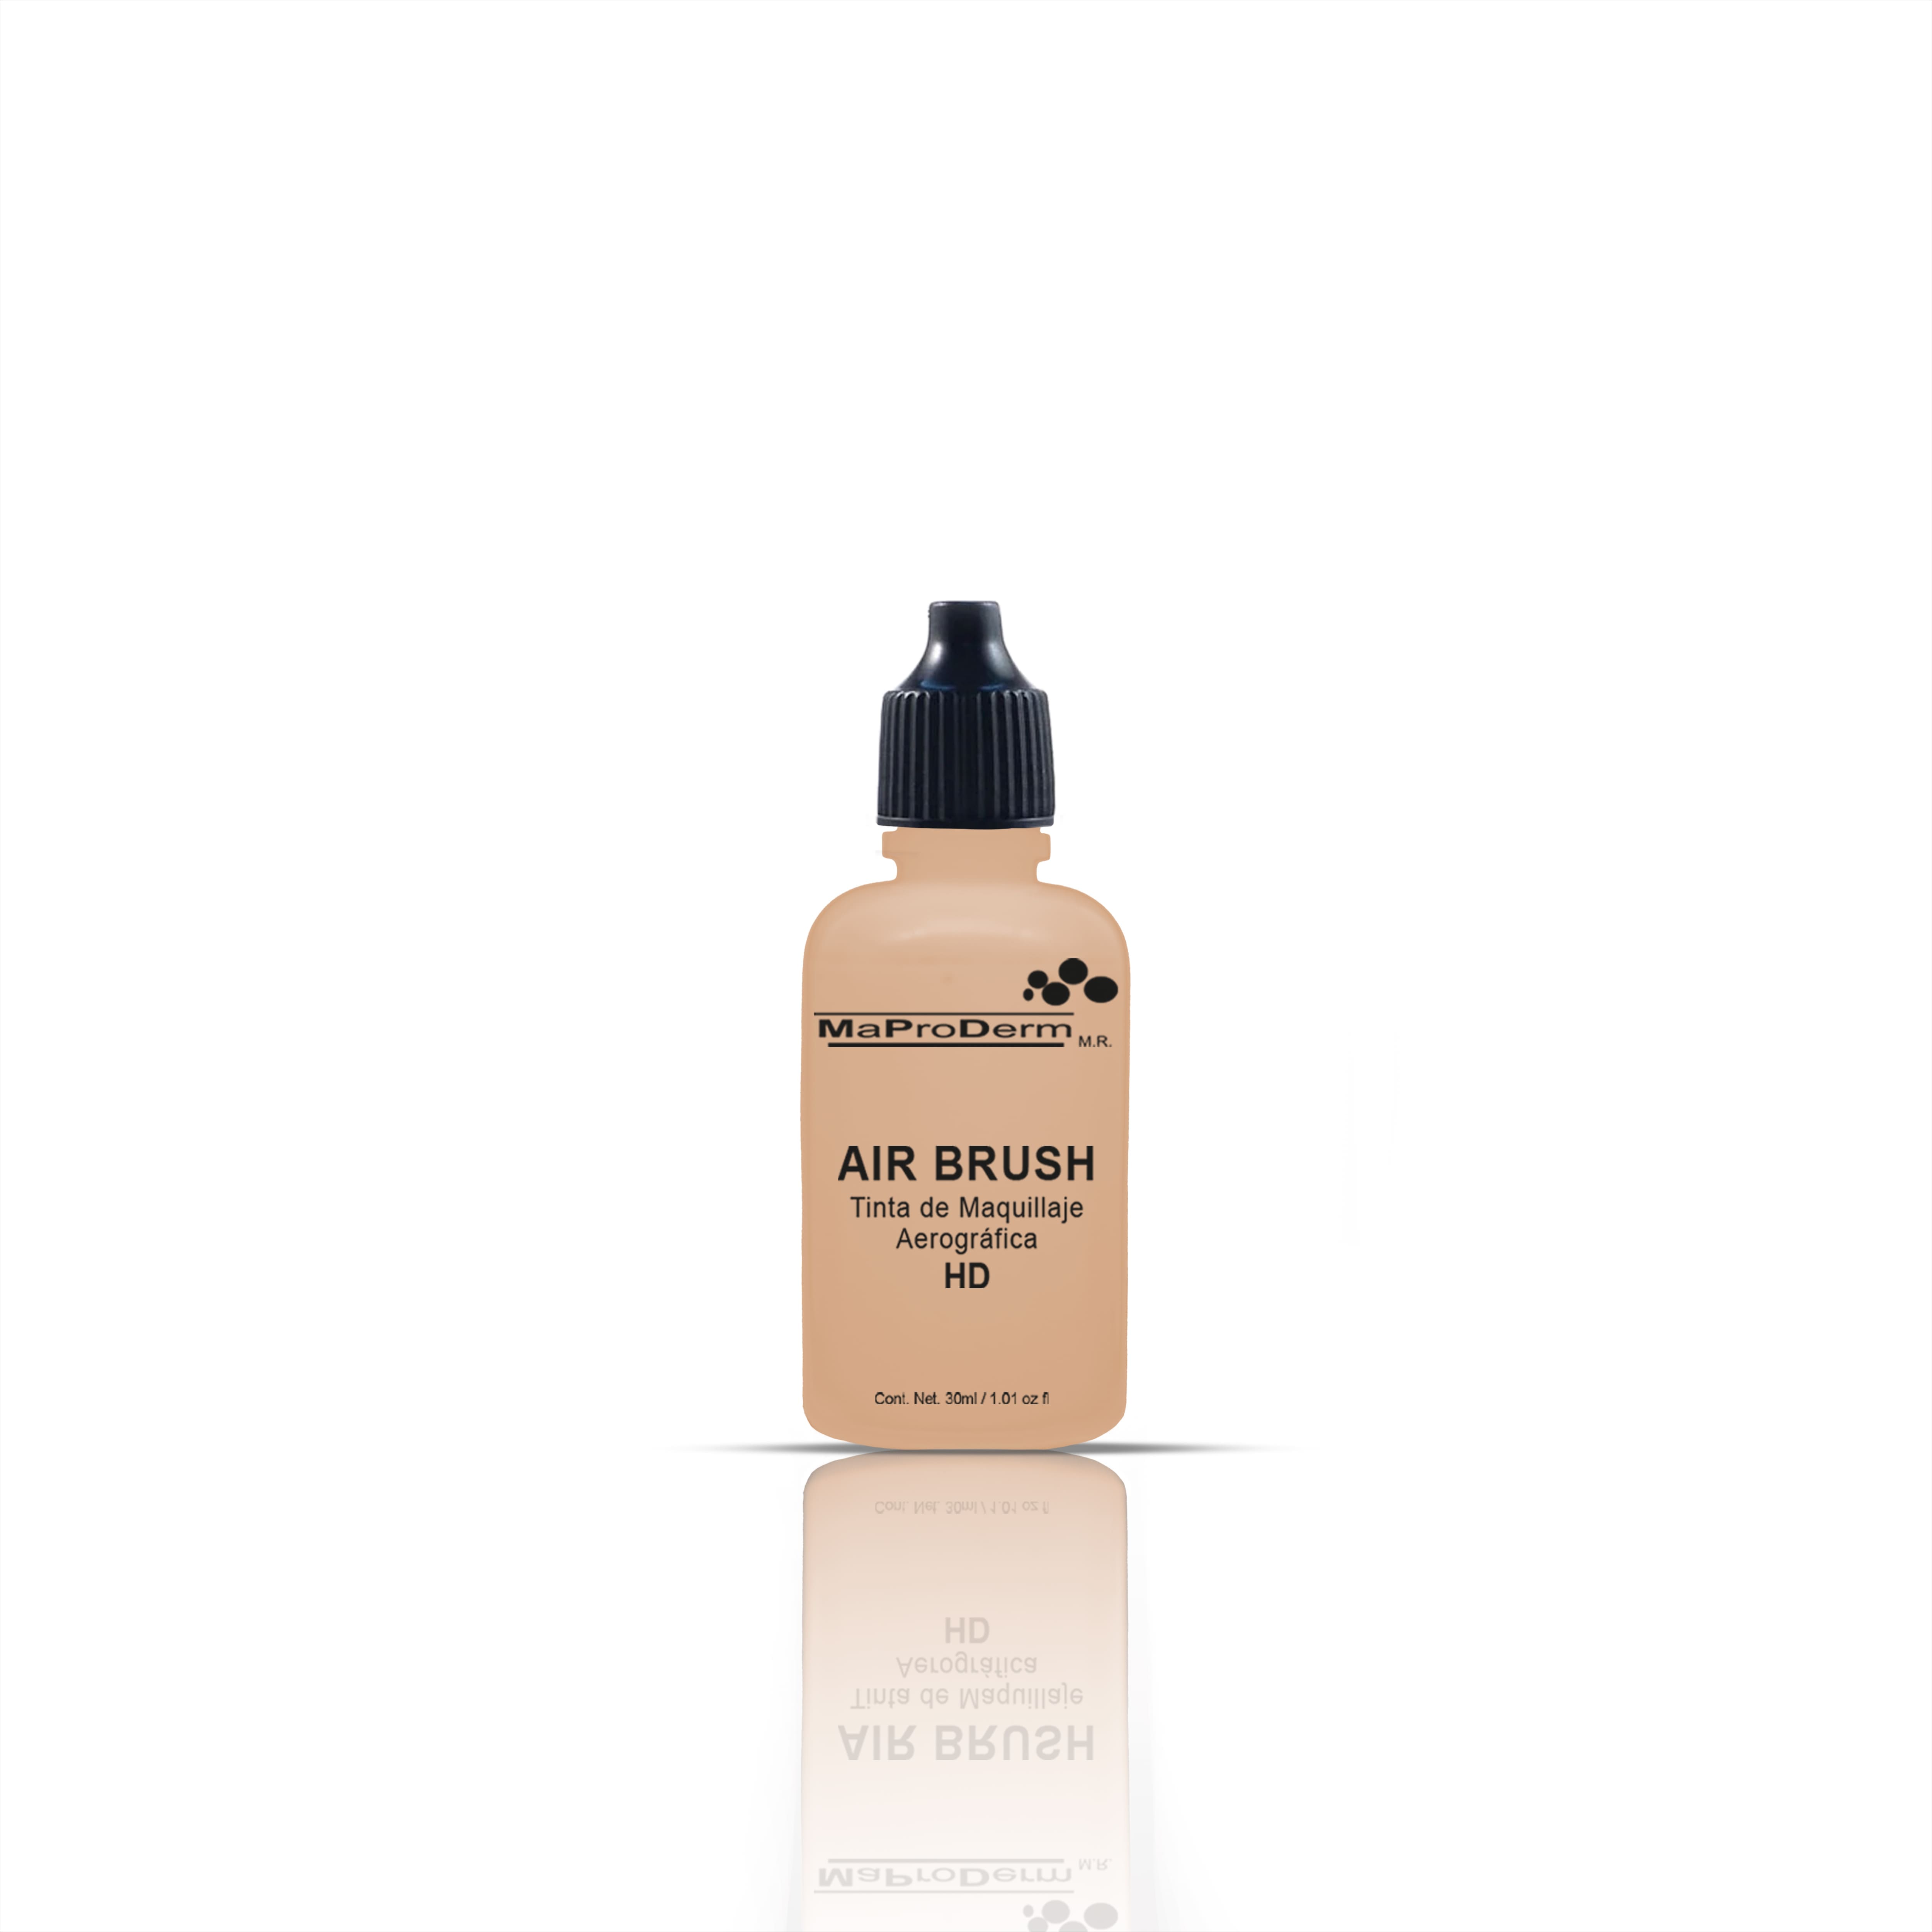 MaProDerm M.R.
AIR BRUSH
Tinta de Maquillaje
Aerográfica
HD
Cont. Net. 30ml / 1.01 oz fl